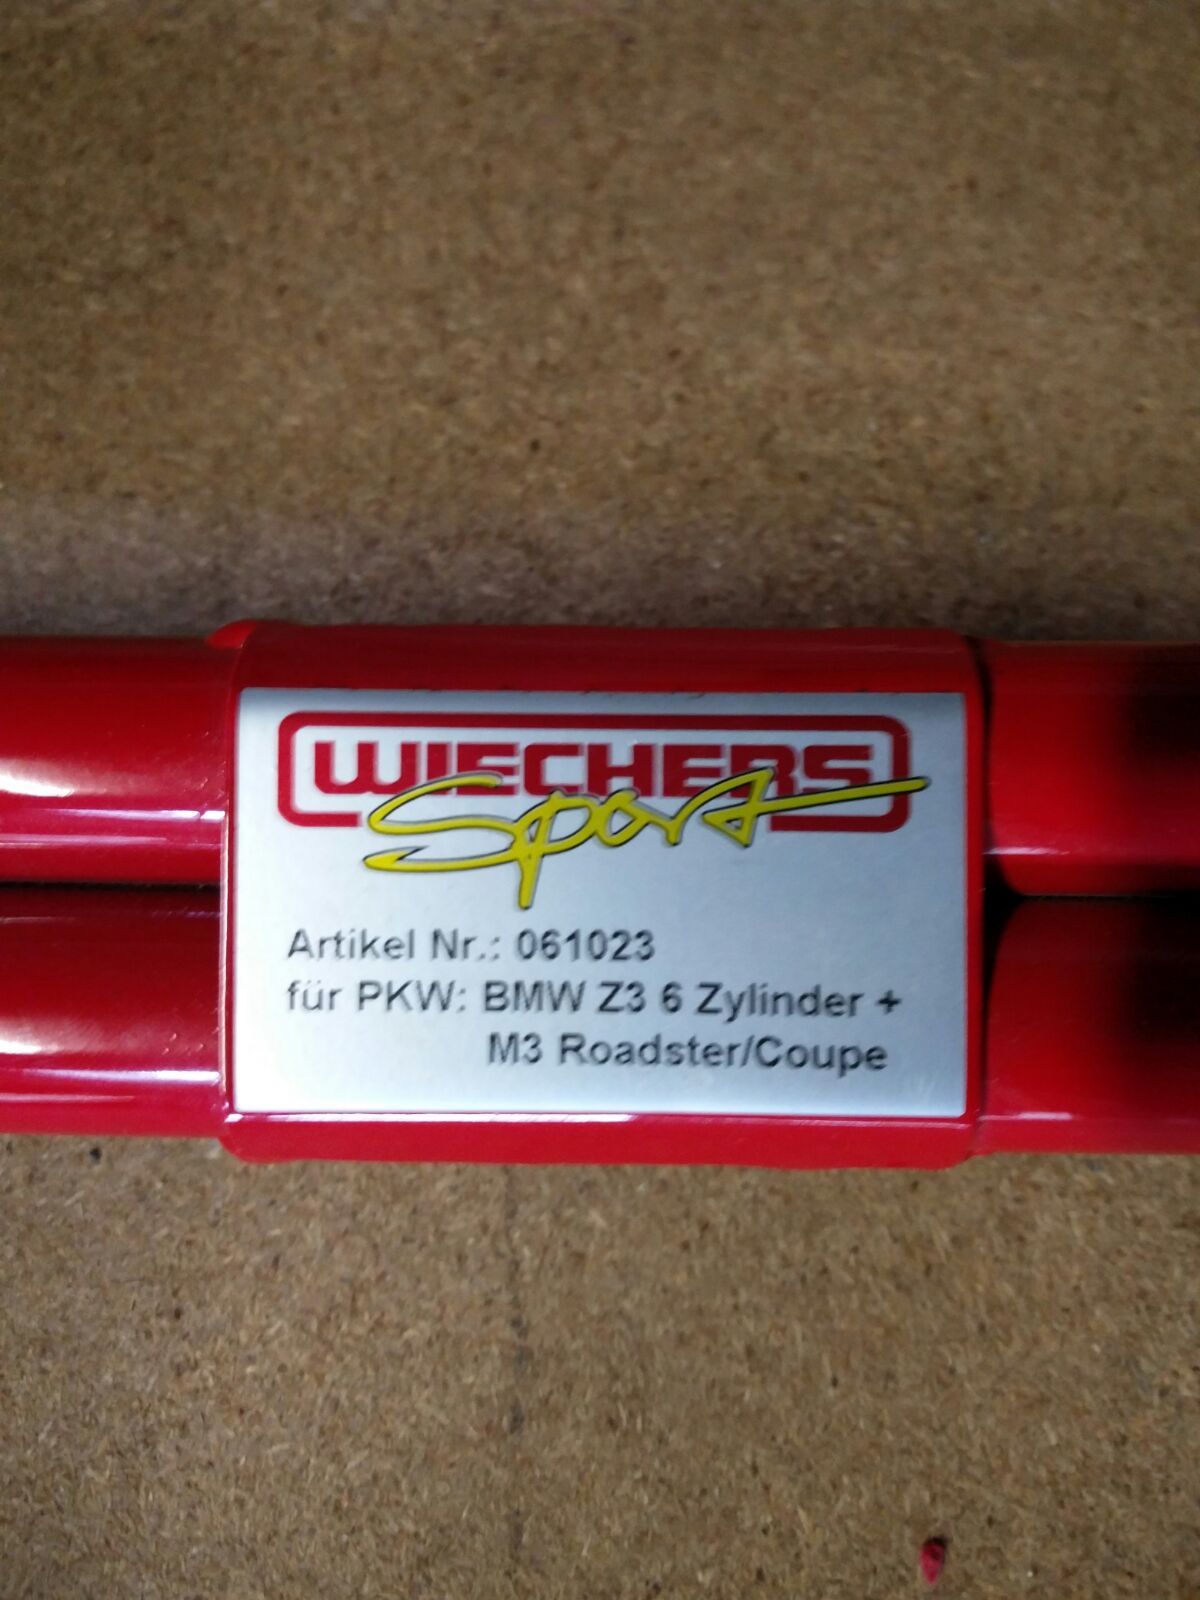 WIECHERS
Sport
Artikel Nr.: 061023
für PKW: BMW Z3 6 Zylinder +
M3 Roadster/Coupe